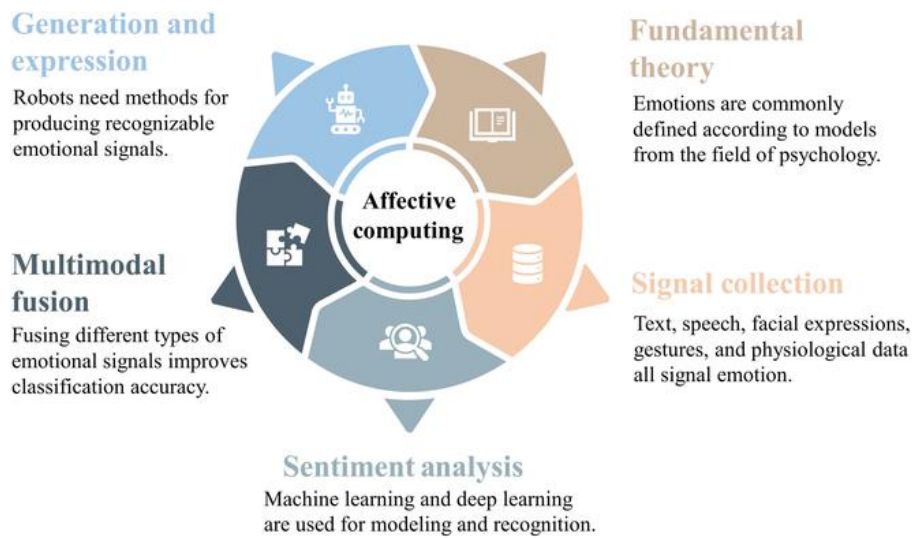 Generation and
expression
Robots need methods for
producing recognizable
emotional signals.
Fundamental
theory
Emotions are commonly
defined according to models
from the field of psychology.
Affective
computing
Multimodal
fusion
Fusing different types of
emotional signals improves
classification accuracy.
Signal collection
Text, speech, facial expressions,
gestures, and physiological data
all signal emotion.
Sentiment analysis
Machine learning and deep learning
are used for modeling and recognition.